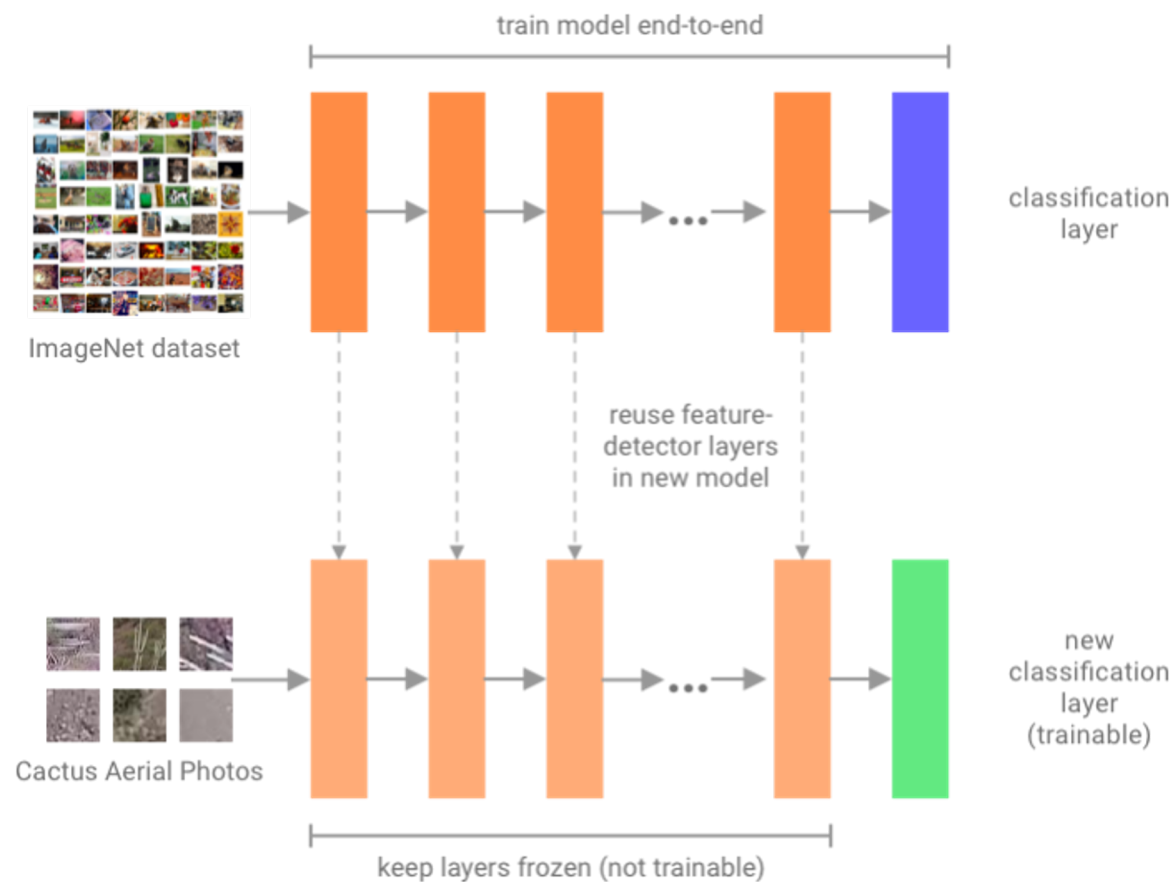 train model end-to-end
classification
layer
ImageNet dataset
reuse feature-
detector layers
in new model
new
classification
layer
(trainable)
Cactus Aerial Photos
keep layers frozen (not trainable)